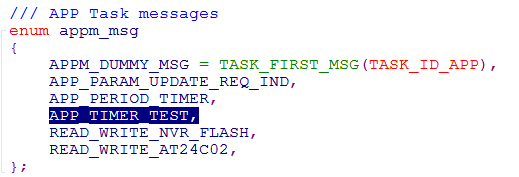 /// APP Task messages
enum appm_msg
{
APPM_DUMMY_MSG = TASK_FIRST_MSG(TASK_ID_APP),
APP_PARAM_UPDATE_REQ_IND,
APP_PERIOD_TIMER,
APP_TIMER_TEST,
READ_WRITE_NVR_FLASH,
READ_WRITE_AT24C02,
};